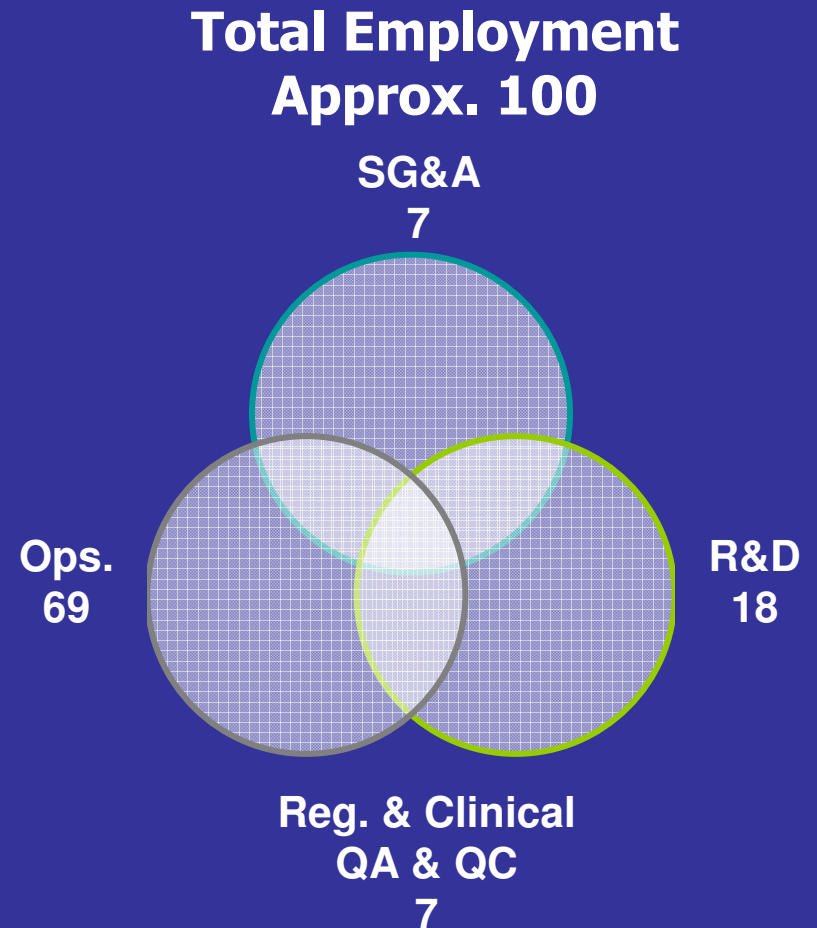 Total Employment
Approx. 100
SG&A
7
Ops.
69
R&D
18
Reg. & Clinical
QA & QC
7